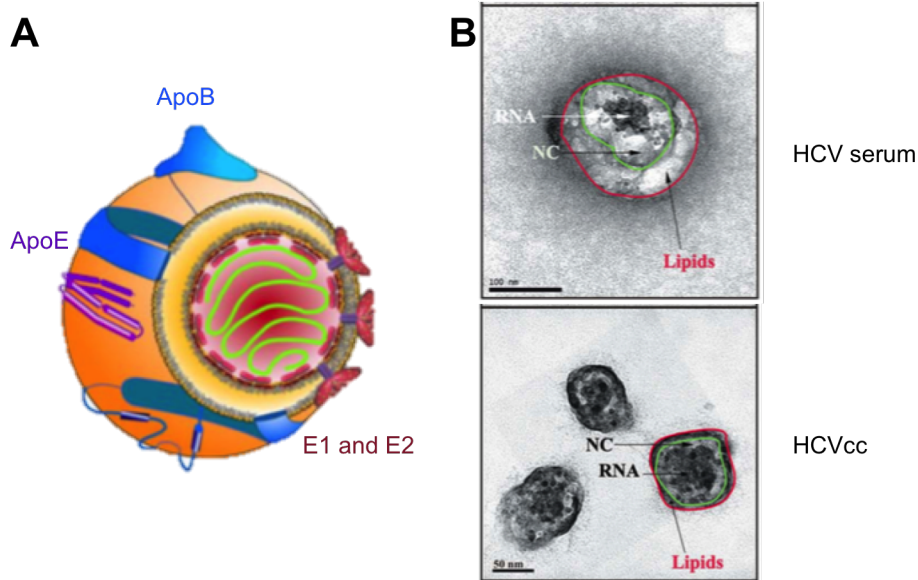 A
ApoB
ApoE
E1 and E2
B
RNA
NC
Lipids
100 nm
HCV serum
NC
RNA
Lipids
50 nm
HCVcc